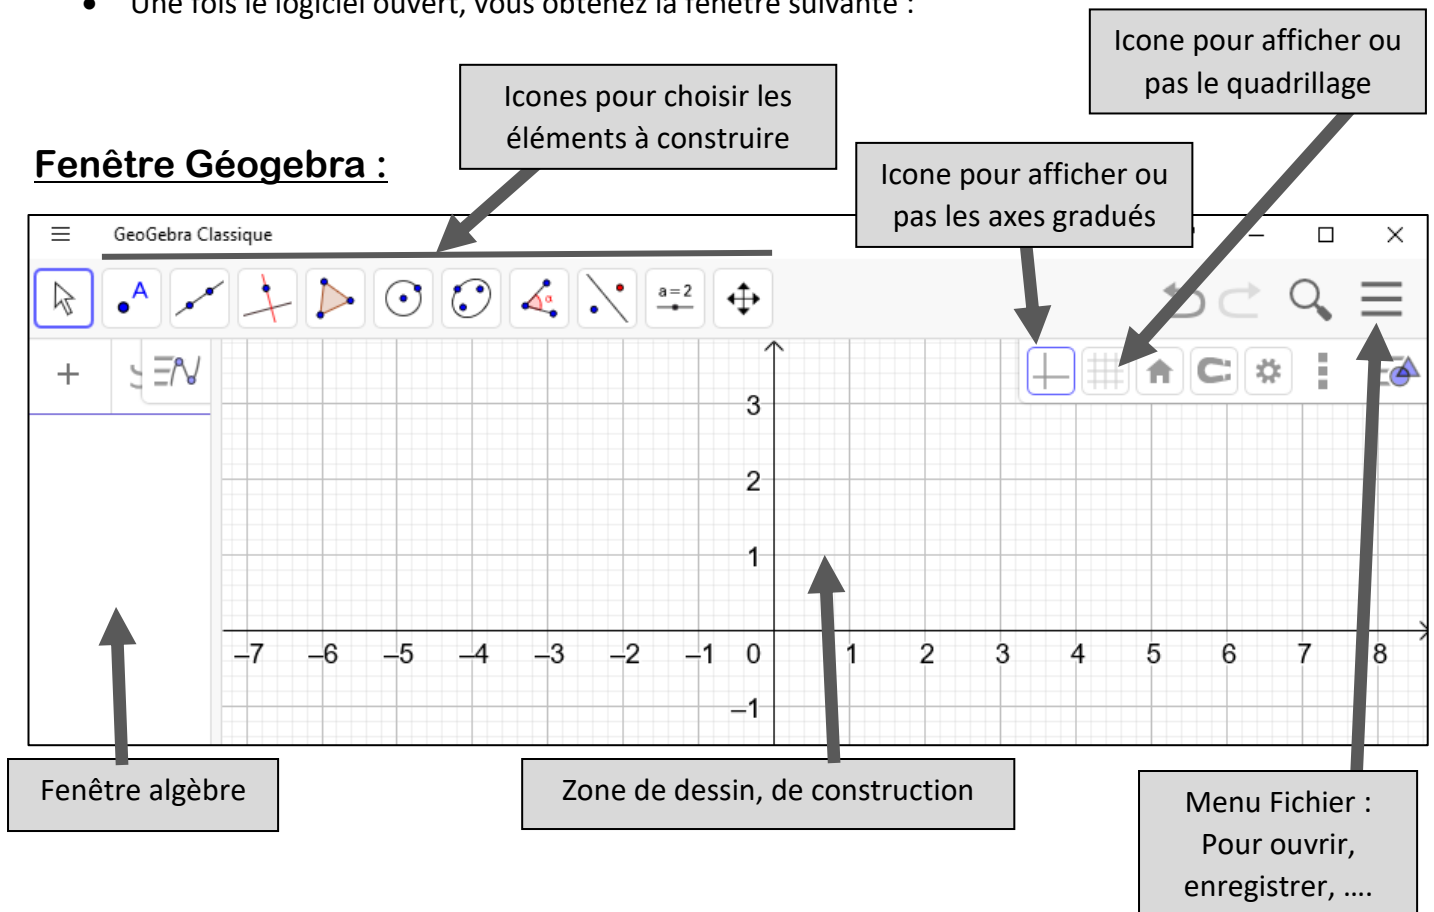 • Une fois le logiciel ouvert, vous obtenez la fenêtre suivante :
Icone pour afficher ou
pas le quadrillage
Icones pour choisir les
éléments à construire
Fenêtre Géogebra :
Icone pour afficher ou
pas les axes gradués
GeoGebra Classique
A
α
a=2
3
2
1
–7 –6 –5 –4 –3 –2 –1 0 1 2 3 4 5 6 7 8
–1
Fenêtre algèbre
Zone de dessin, de construction
Menu Fichier :
Pour ouvrir,
enregistrer, ....